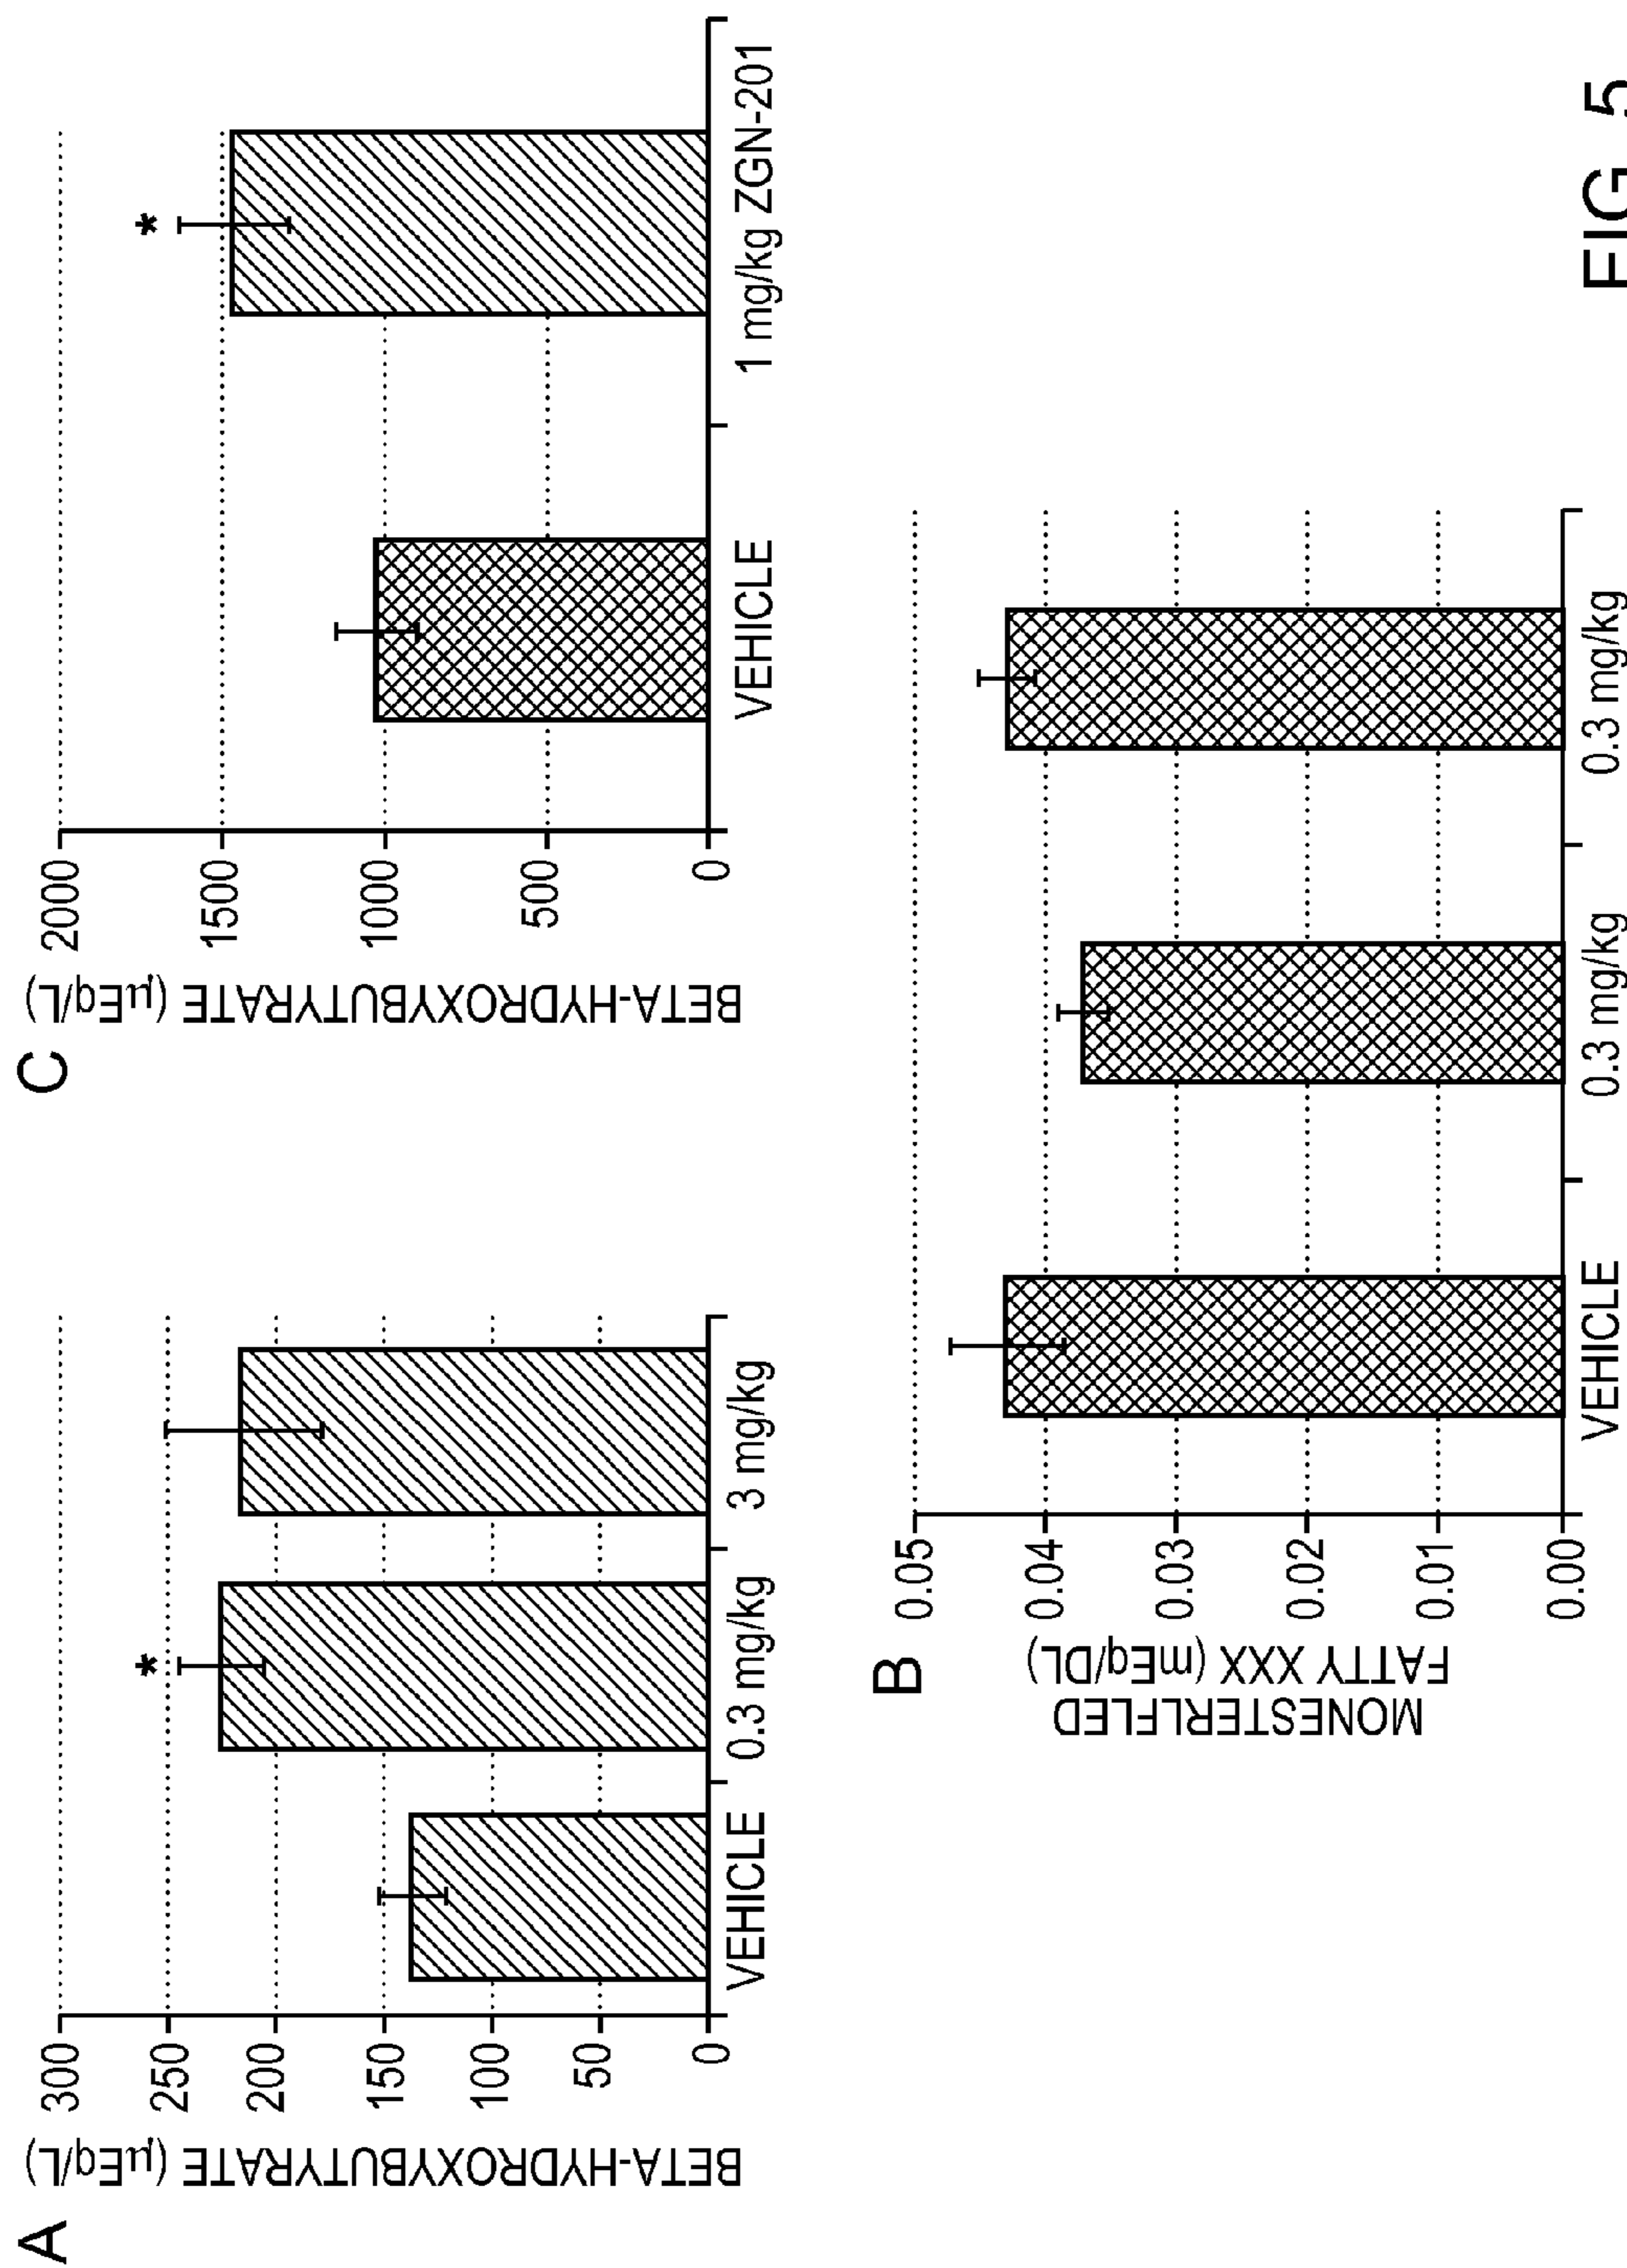 A
BETA-HYDROXYBUTYRATE (µEq/L)
300
250
200
150
100
50
0
*
VEHICLE
0.3 mg/kg
3 mg/kg
C
BETA-HYDROXYBUTYRATE (µEq/L)
2000
1500
1000
500
0
*
VEHICLE
1 mg/kg ZGN-201
B
MONESTERLFLED
FATTY XXX (mEq/DL)
0.05
0.04
0.03
0.02
0.01
0.00
VEHICLE
0.3 mg/kg
0.3 mg/kg
FIG. 5